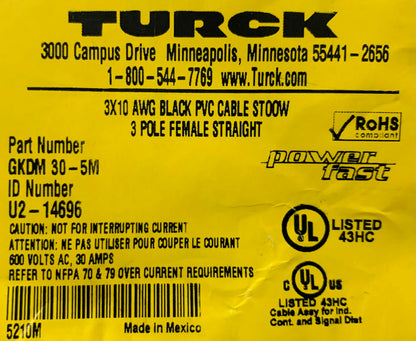 TURCK
3000 Campus Drive Minneapolis, Minnesota 55441-2656
1-800-544-7769 www.Turck.com
3X10 AWG BLACK PVC CABLE STOOW
3 POLE FEMALE STRAIGHT
RoHS
compliant
Part Number
GKDM 30-5M
power
fast
ID Number
U2-14696
CAUTION: NOT FOR INTERRUPTING CURRENT
ATTENTION: NE PAS UTILISER POUR COUPER LE COURANT
600 VOLTS AC, 30 AMPS
REFER TO NFPA 70 & 79 OVER CURRENT REQUIREMENTS
UL LISTED
43HC
C UL US
LISTED 43HC
Cable Assy for Ind.
Cont. and Signal Dist
5210M
Made in Mexico